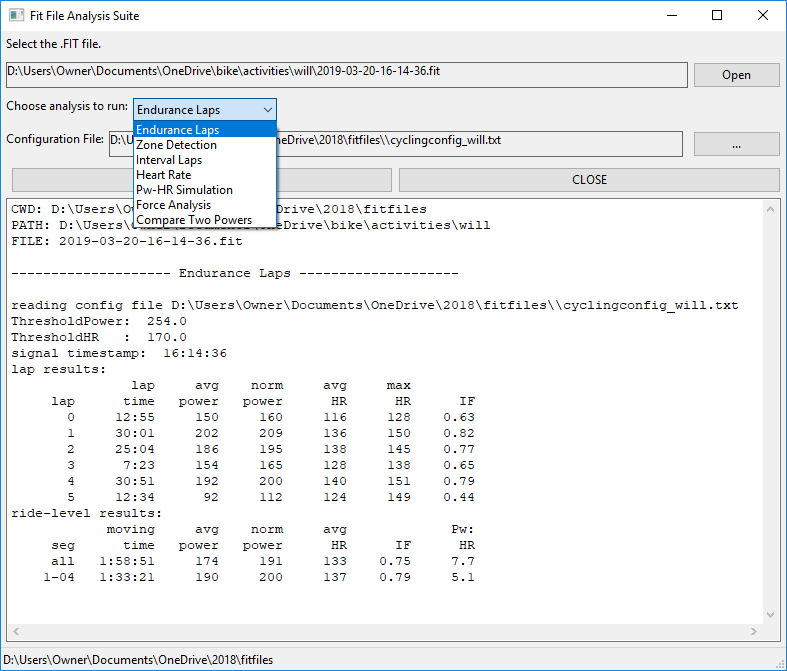 Fit File Analysis Suite
Select the .FIT file.
D:\Users\Owner\Documents\OneDrive\bike\activities\will\2019-03-20-16-14-36.fit
Open
Choose analysis to run:
Endurance Laps
Endurance Laps
Zone Detection
Interval Laps
Heart Rate
Pw-HR Simulation
Force Analysis
Compare Two Powers
Configuration File:
D:\U
neDrive\2018\fitfiles\\cyclingconfig_will.txt
...
CLOSE
CWD: D:\Users\Ow
Drive\2018\fitfiles
PATH: D:\Users\Owner\Documents\OneDrive\bike\activities\will
FILE: 2019-03-20-16-14-36.fit
-------------------- Endurance Laps --------------------
reading config file D:\Users\Owner\Documents\OneDrive\2018\fitfiles\\cyclingconfig_will.txt
ThresholdPower:  254.0
ThresholdHR   :  170.0
signal timestamp:  16:14:36
lap results:
lap avg norm avg max
lap time power power HR HR IF
0 12:55 150 160 116 128 0.63
1 30:01 202 209 136 150 0.82
2 25:04 186 195 138 145 0.77
3 7:23 154 165 128 138 0.65
4 30:51 192 200 140 151 0.79
5 12:34 92 112 124 149 0.44
ride-level results:
moving avg norm avg Pw:
seg time power power HR IF HR
all 1:58:51 174 191 133 0.75 7.7
1-04 1:33:21 190 200 137 0.79 5.1
D:\Users\Owner\Documents\OneDrive\2018\fitfiles